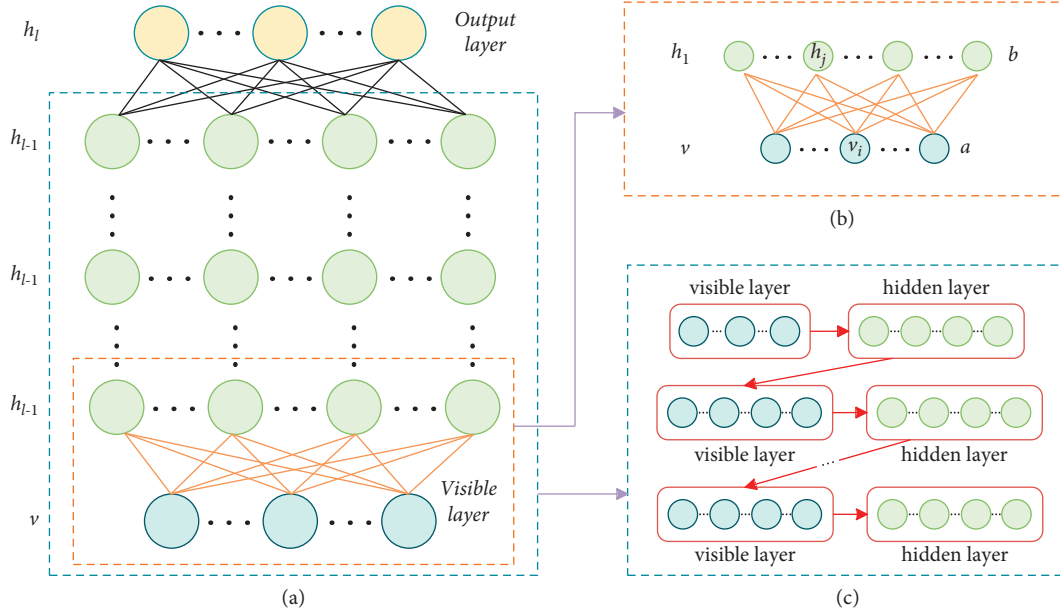 h_l
Output
layer
h_{l-1}
h_{l-1}
h_{l-1}
Visible
layer
v
(a)
h_1
h_j
b
v
v_i
a
(b)
visible layer
hidden layer
visible layer
hidden layer
visible layer
hidden layer
(c)